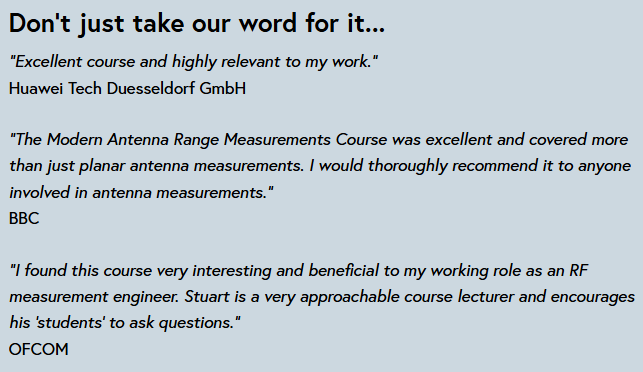 Don't just take our word for it...
"Excellent course and highly relevant to my work."
Huawei Tech Duesseldorf GmbH
"The Modern Antenna Range Measurements Course was excellent and covered more
than just planar antenna measurements. I would thoroughly recommend it to anyone
involved in antenna measurements."
BBC
"I found this course very interesting and beneficial to my working role as an RF
measurement engineer. Stuart is a very approachable course lecturer and encourages
his 'students' to ask questions."
OFCOM